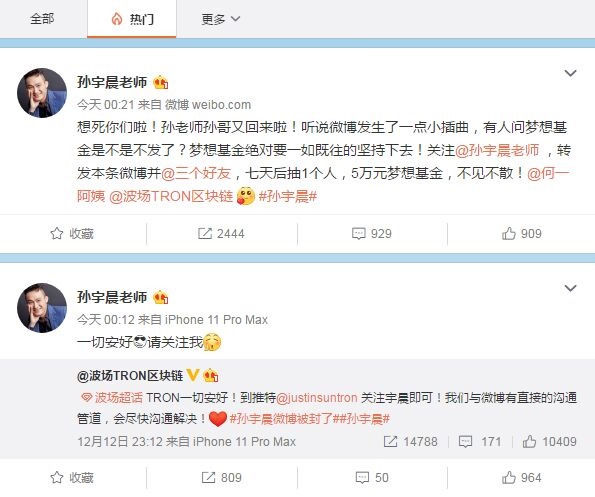 全部 热门 更多
孙宇晨老师
今天 00:21 来自 微博 weibo.com
想死你们啦！孙老师孙哥又回来啦！听说微博发生了一点小插曲，有人问梦想基
金是不是不发了？梦想基金绝对要一如既往的坚持下去！关注@孙宇晨老师 ，转
发本条微博并@三个好友，七天后抽1个人，5万元梦想基金，不见不散！@何一
阿姨 @波场TRON区块链 #孙宇晨#
收藏 2444 929 909
孙宇晨老师
今天 00:12 来自 iPhone 11 Pro Max
一切安好请关注我
@波场TRON区块链
波场超话 TRON一切安好！到推特@justinsuntron 关注宇晨即可！我们与微博有直接的沟通
管道，会尽快沟通解决！#孙宇晨微博被封了##孙宇晨#
12月12日 23:12 来自 iPhone 11 Pro Max 14788 171 10409
收藏 809 50 964